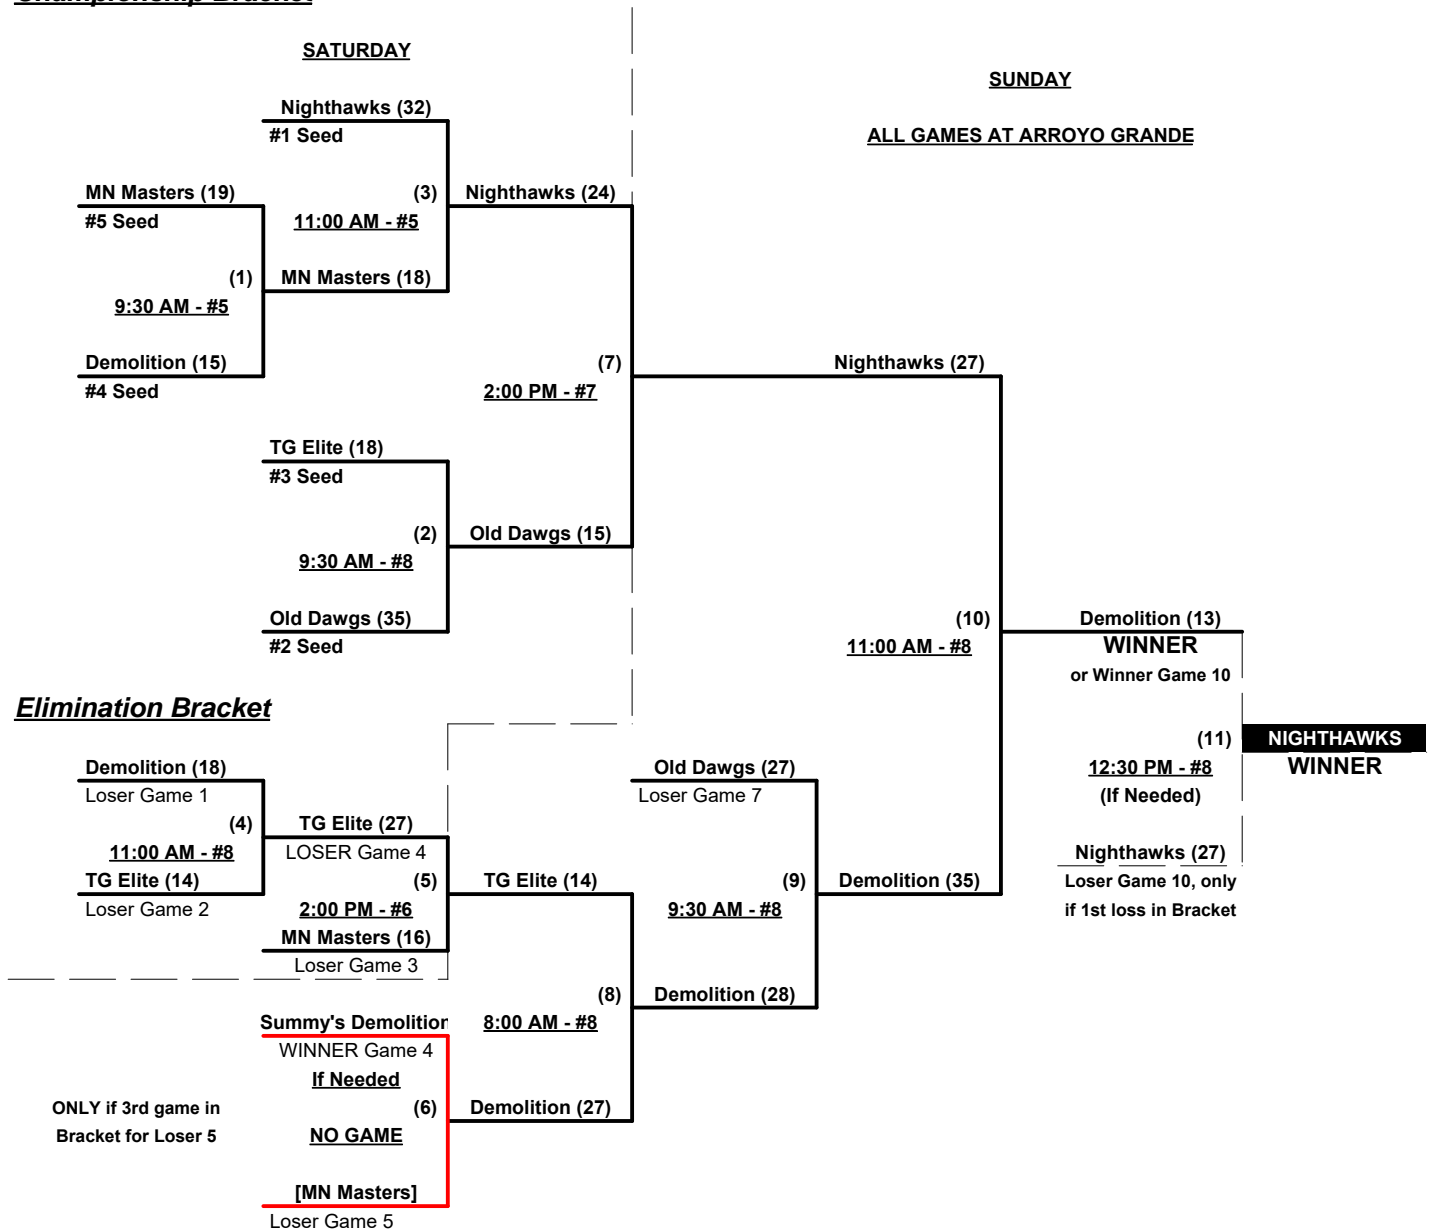 Championship Bracket
SATURDAY
SUNDAY
ALL GAMES AT ARROYO GRANDE
Nighthawks (32)
#1 Seed
MN Masters (19)
#5 Seed
(3)
11:00 AM - #5
Nighthawks (24)
(1)
9:30 AM - #5
MN Masters (18)
Demolition (15)
#4 Seed
(7)
2:00 PM - #7
Nighthawks (27)
TG Elite (18)
#3 Seed
(2)
9:30 AM - #8
Old Dawgs (15)
Old Dawgs (35)
#2 Seed
(10)
11:00 AM - #8
Demolition (13)
WINNER
or Winner Game 10
Elimination Bracket
(11)
12:30 PM - #8
(If Needed)
NIGHTHAWKS
WINNER
Nighthawks (27)
Loser Game 10, only
if 1st loss in Bracket
Demolition (18)
Loser Game 1
(4)
11:00 AM - #8
TG Elite (14)
Loser Game 2
TG Elite (27)
LOSER Game 4
(5)
2:00 PM - #6
MN Masters (16)
Loser Game 3
TG Elite (14)
Old Dawgs (27)
Loser Game 7
(9)
9:30 AM - #8
Demolition (35)
(8)
8:00 AM - #8
Demolition (28)
Summy's Demolition
WINNER Game 4
If Needed
(6)
NO GAME
Demolition (27)
ONLY if 3rd game in
Bracket for Loser 5
[MN Masters]
Loser Game 5